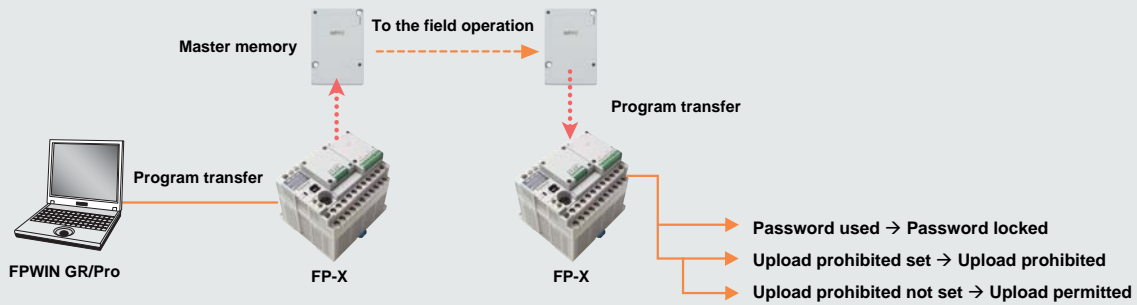 To the field operation
Master memory
Program transfer
Program transfer
FPWIN GR/Pro
FP-X
FP-X
Password used → Password locked
Upload prohibited set → Upload prohibited
Upload prohibited not set → Upload permitted